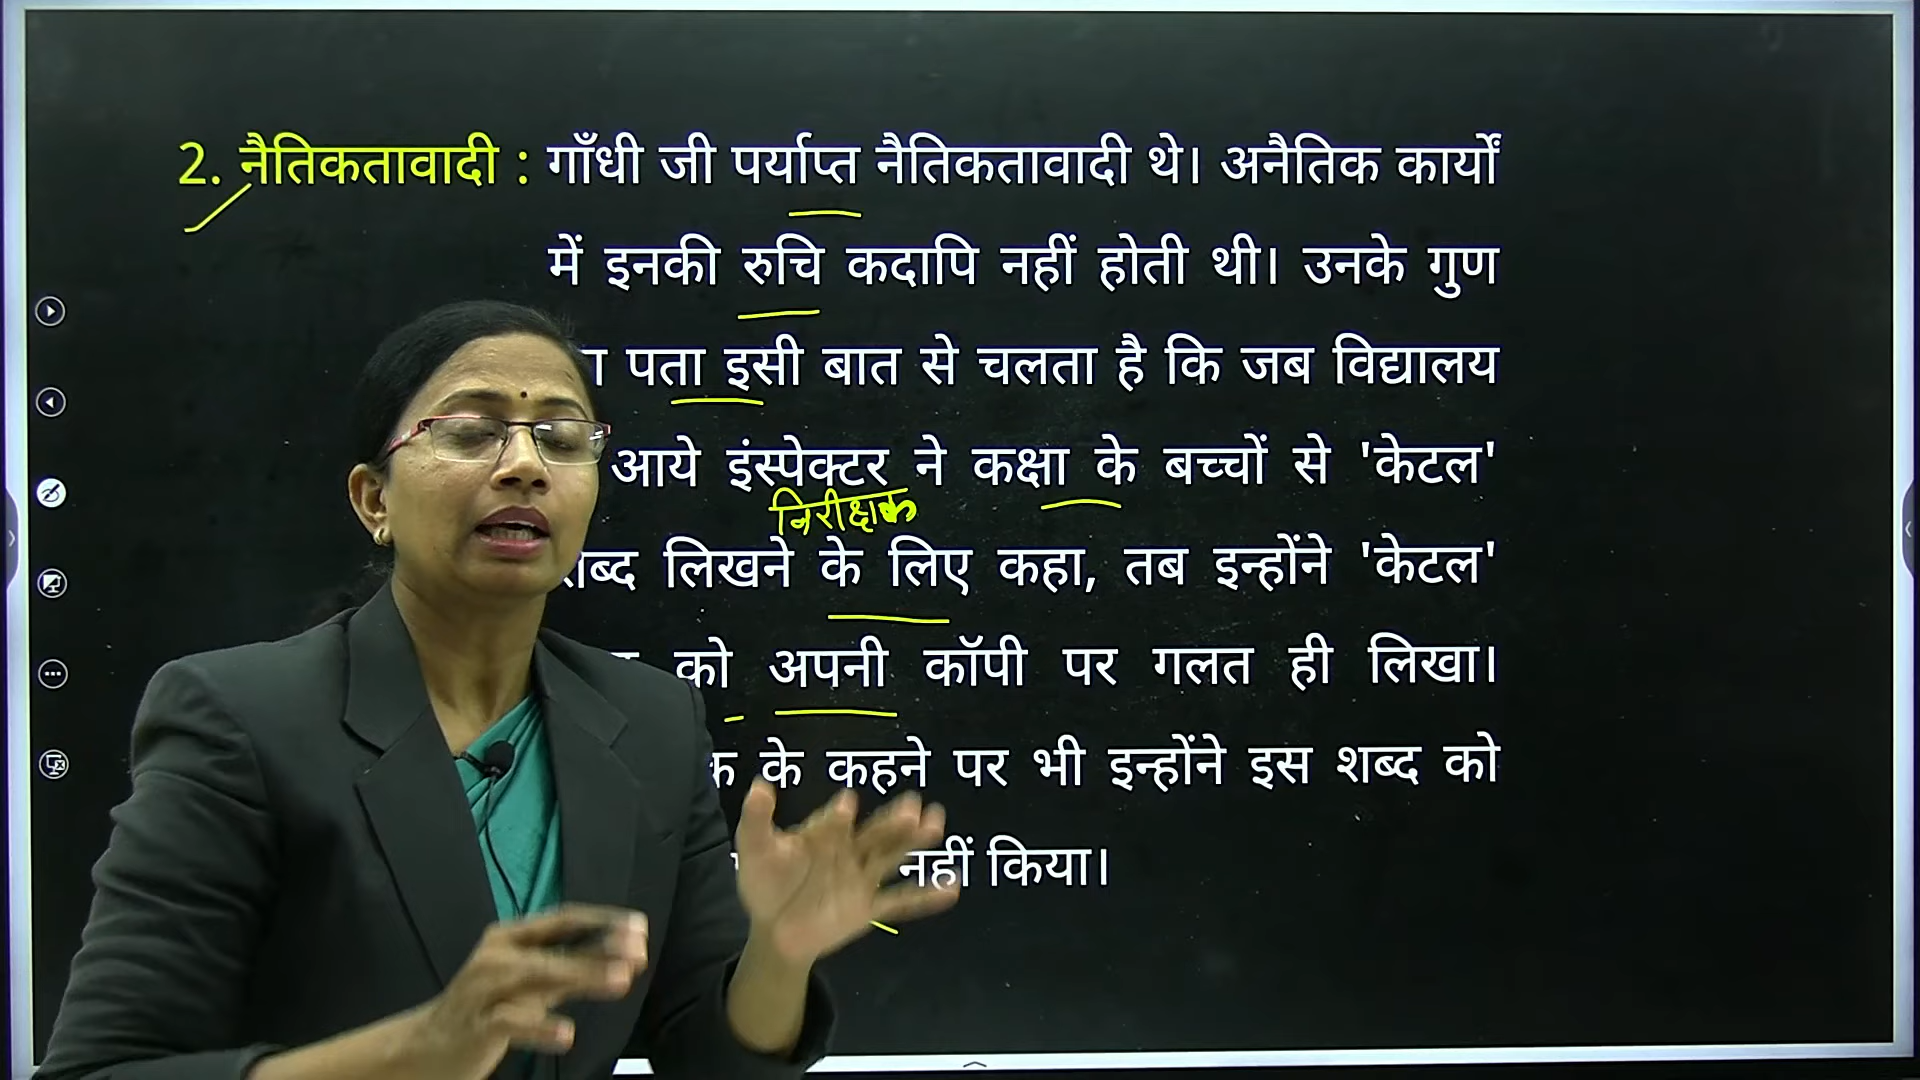 2. नैतिकतावादी : गाँधी जी पर्याप्त नैतिकतावादी थे। अनैतिक कार्यों
में इनकी रुचि कदापि नहीं होती थी। उनके गुण
पता इसी बात से चलता है कि जब विद्यालय
आये इंस्पेक्टर ने कक्षा के बच्चों से 'केटल'
निरीक्षक
लिखने के लिए कहा, तब इन्होंने 'केटल'
को अपनी कॉपी पर गलत ही लिखा।
के कहने पर भी इन्होंने इस शब्द को
नहीं किया।